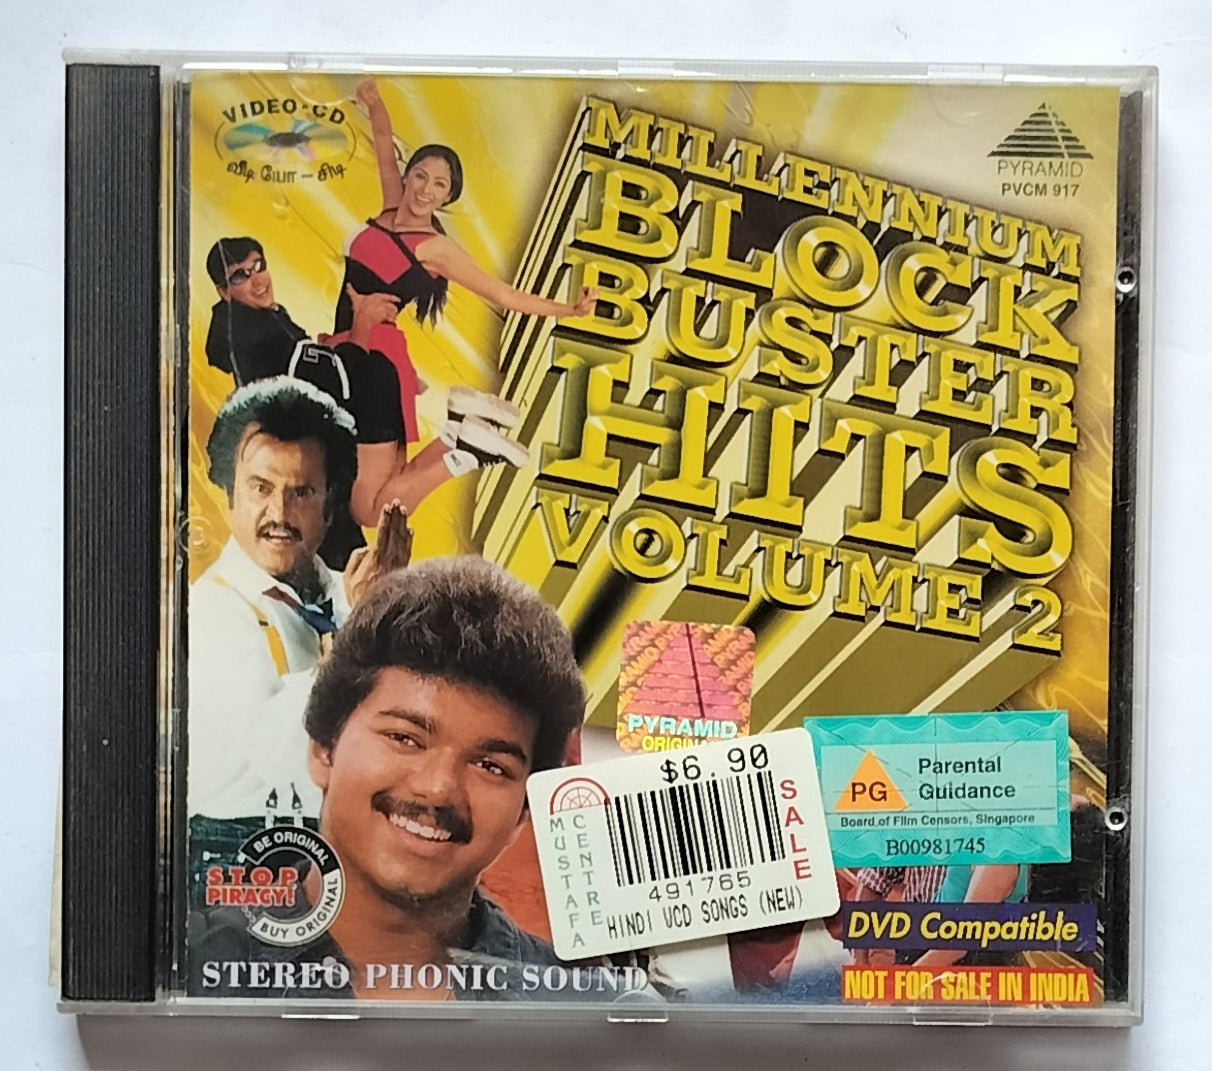 VIDEO-CD
வீடியோ - சிடி
PYRAMID
PVCM 917
MILLENNIUM
BLOCK
BUSTER
HITS
VOLUME 2
PYRAMID
$6.90
SALE
MUSTAFA
CENTRE
491765
HINDI VCD SONGS (NEW)
PG
Parental
Guidance
Board of Film Censors, Singapore
B00981745
BE ORIGINAL
STOP
PIRACY!
BUY ORIGINAL
DVD Compatible
STEREO PHONIC SOUND
NOT FOR SALE IN INDIA